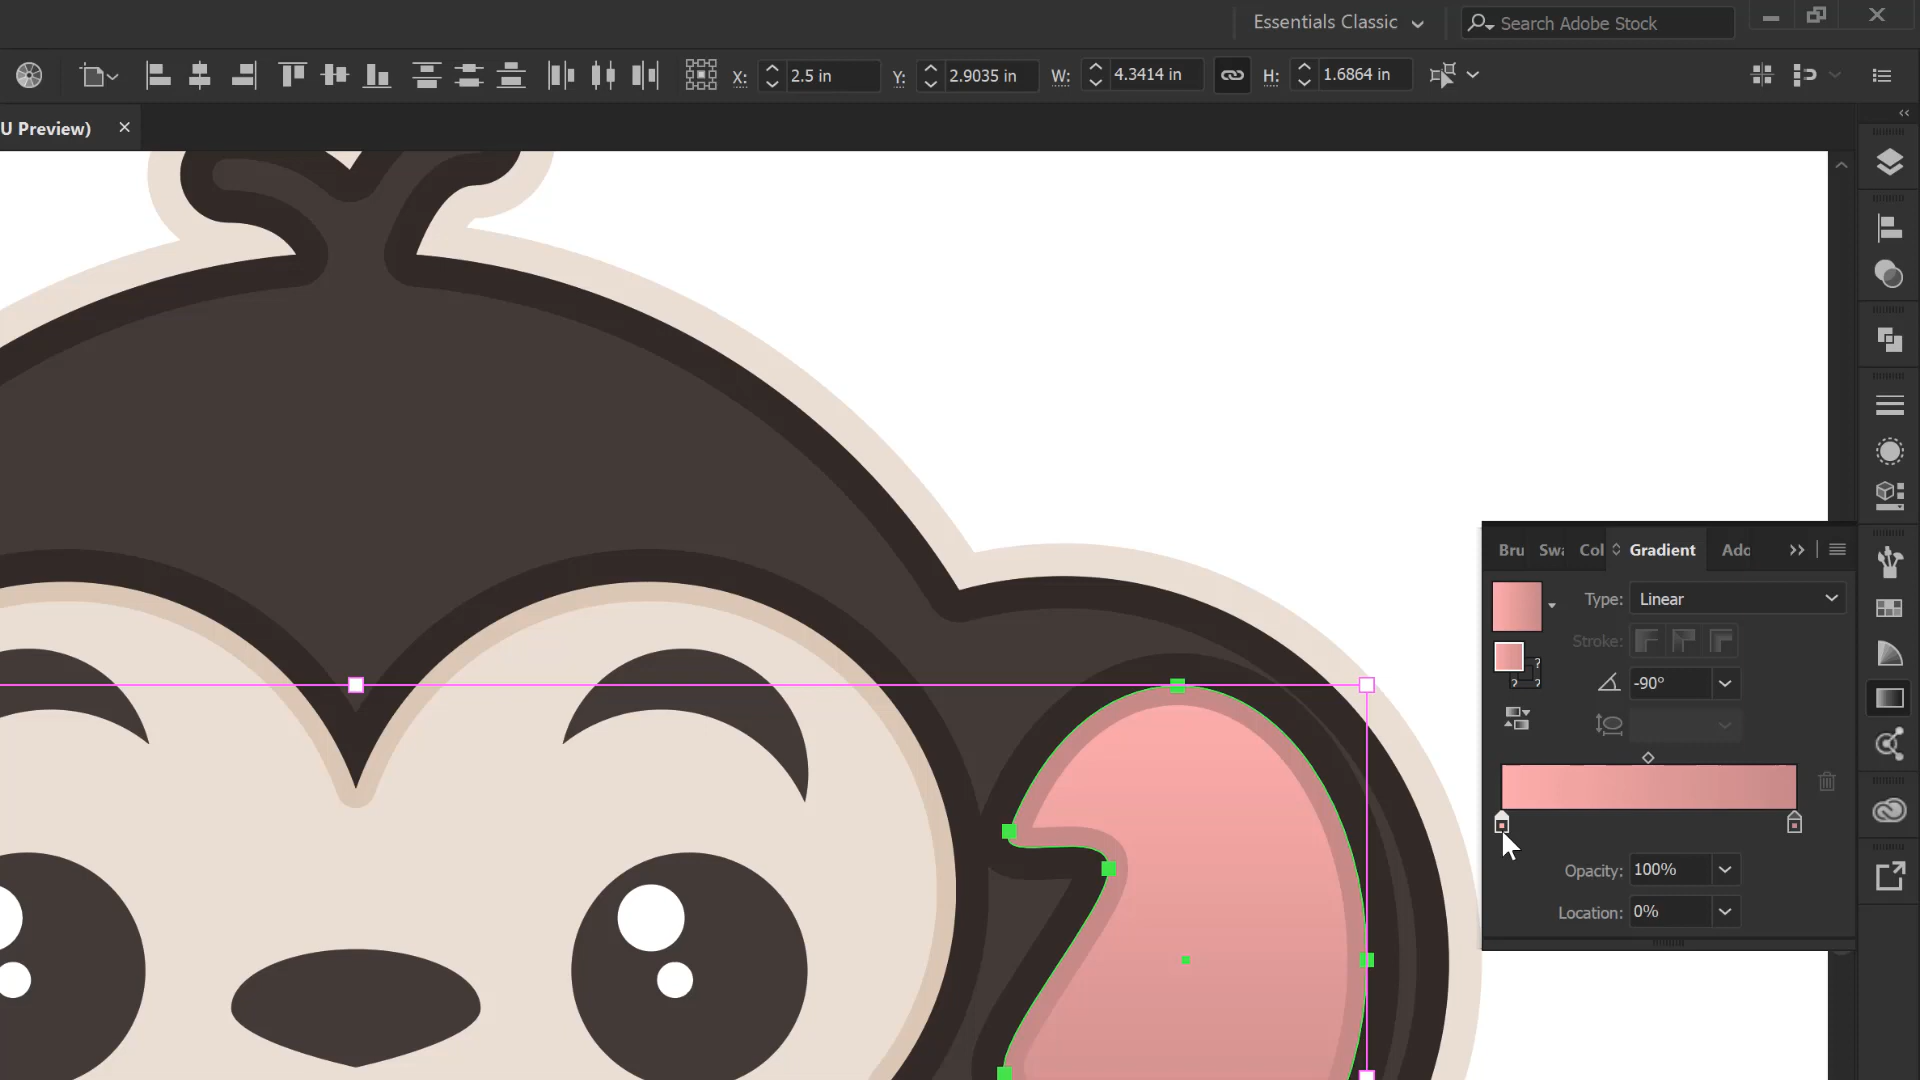 Essentials Classic
Search Adobe Stock
X: 2.5 in Y: 2.9035 in W: 4.3414 in H: 1.6864 in
U Preview) ×
Bru Swa Col Gradient Ado
Type: Linear
Stroke:
? ? ?
-90°
Opacity: 100%
Location: 0%